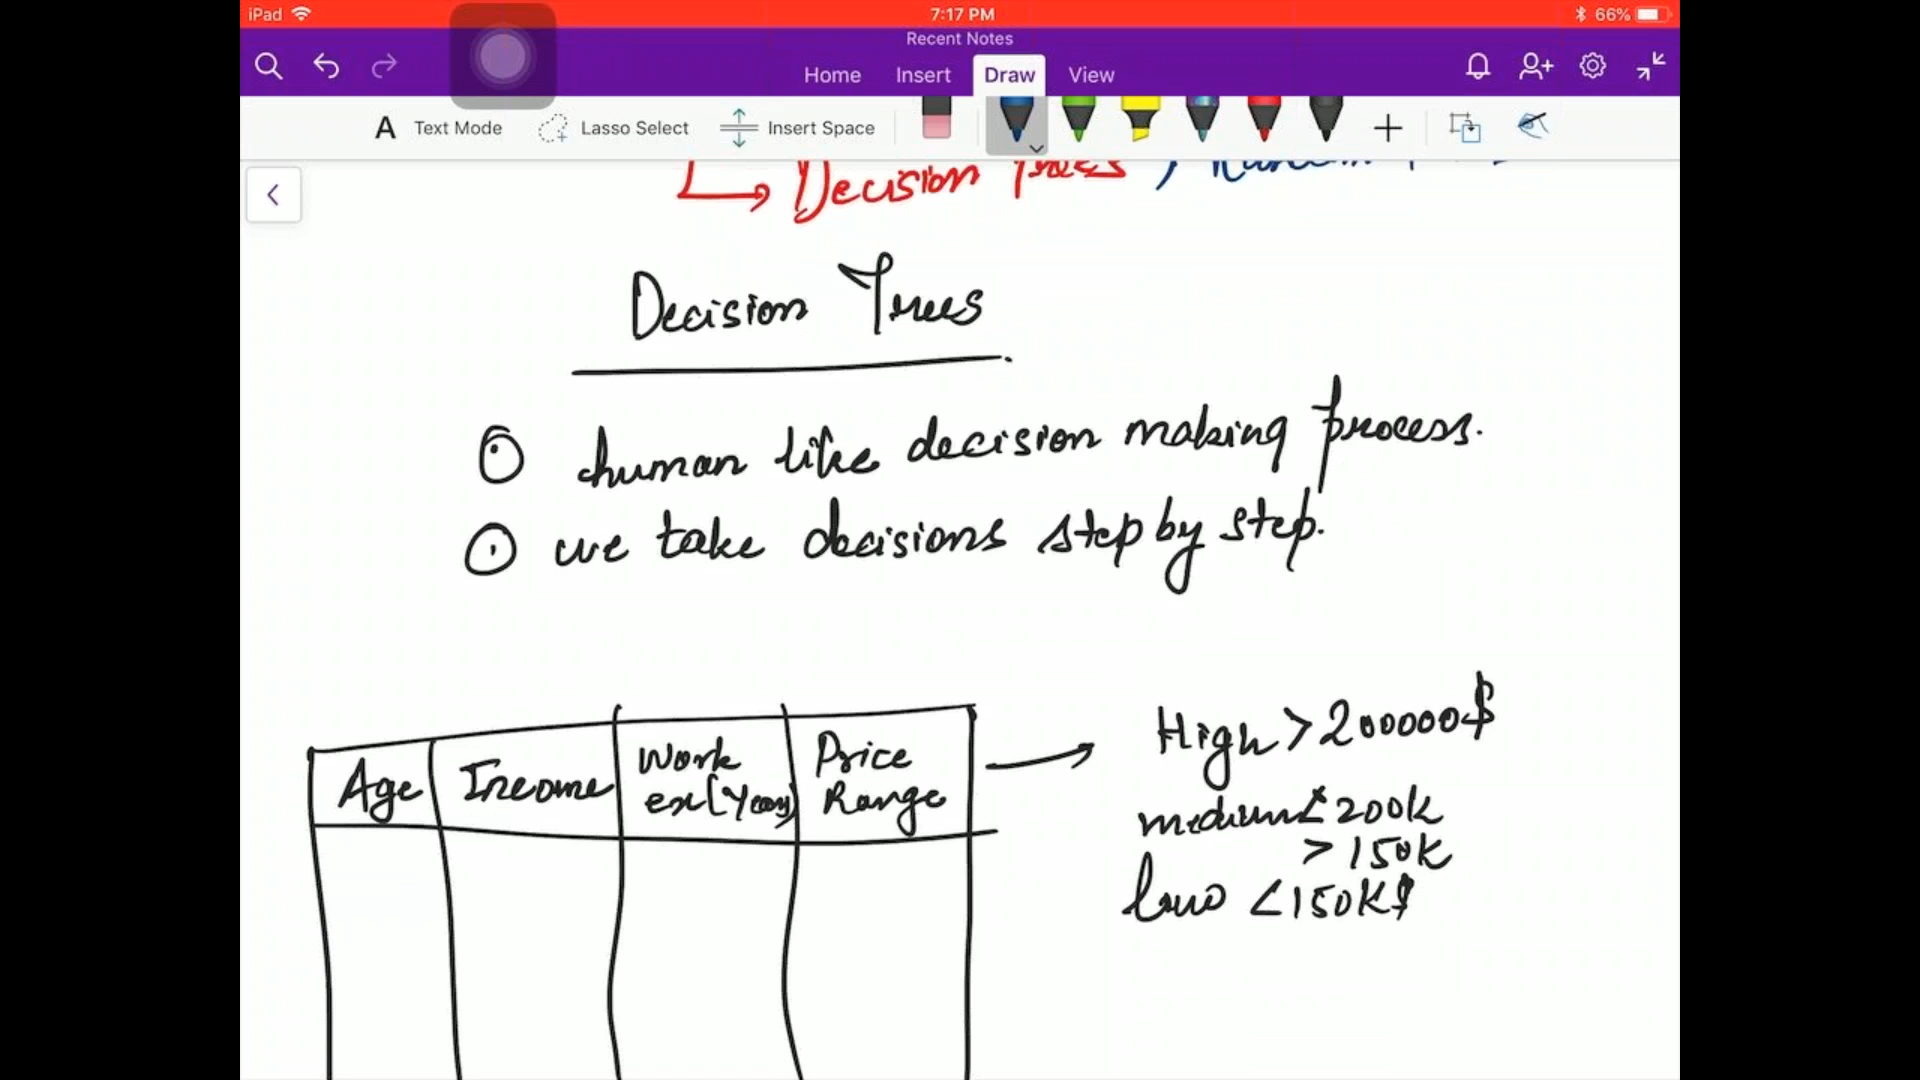 iPad 7:17 PM 66%
Recent Notes
Home Insert Draw View
A Text Mode Lasso Select Insert Space
Decision Trees ,
Decision Trees
human like decision making process.
we take decisions step by step.
Age Income Work ex(Years) Price Range
High > 200000$
medium < 200k
> 150k
low < 150K$